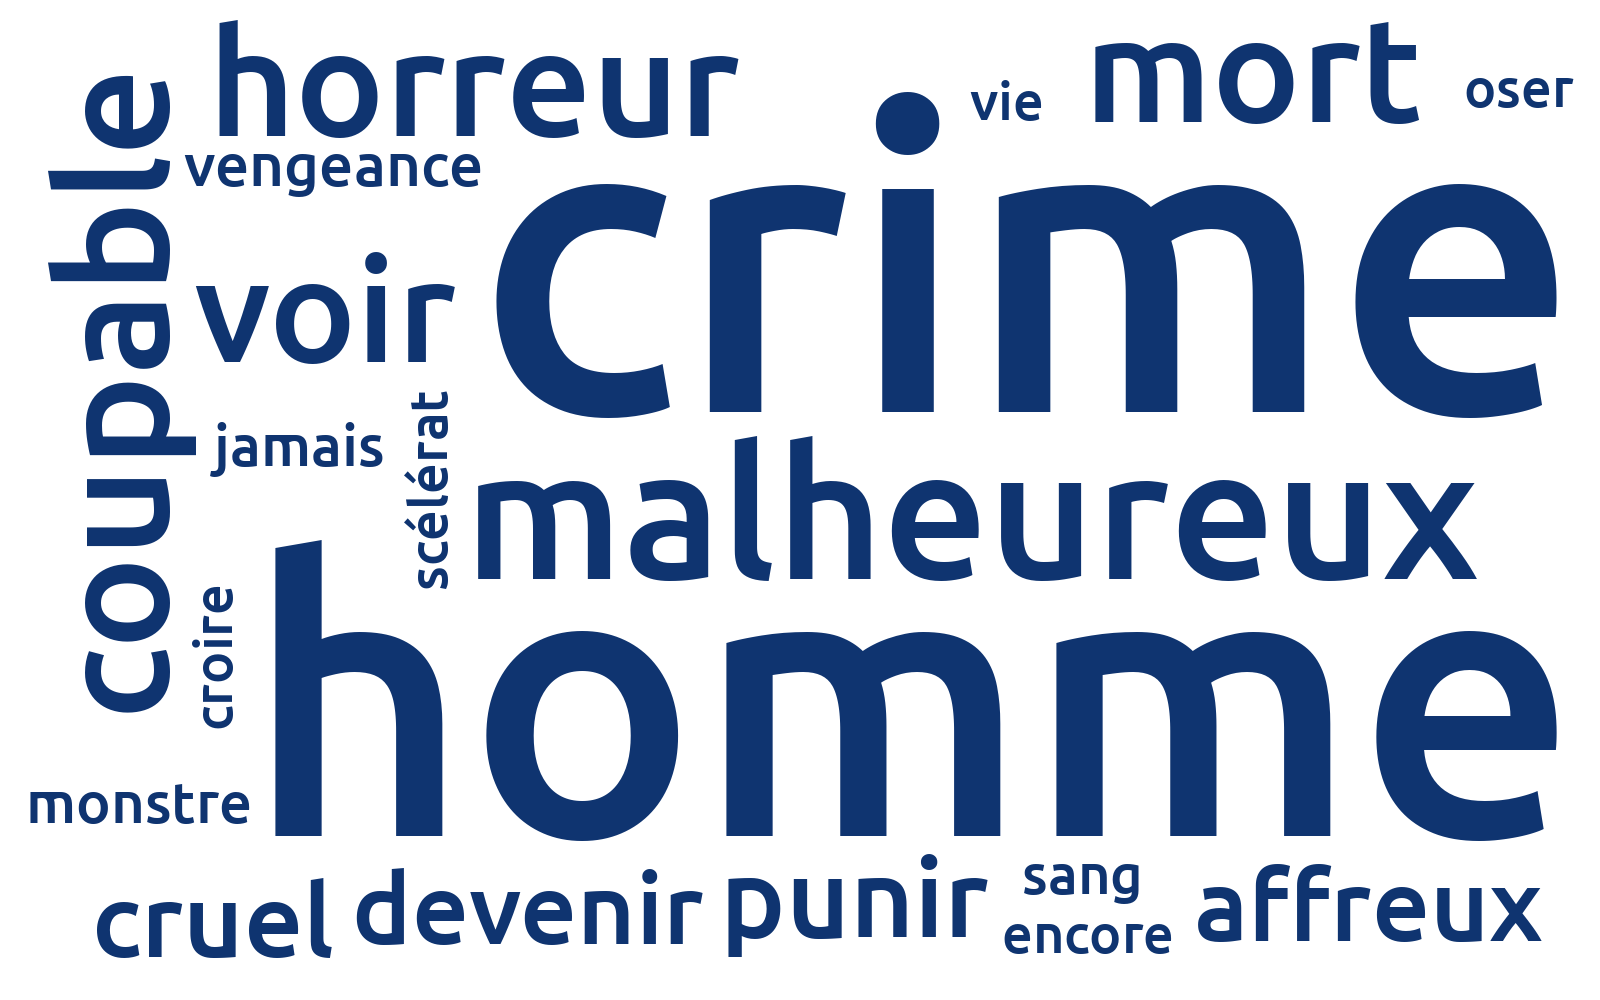 horreur
mort
vie
oser
coupable
vengeance
crime
voir
jamais
scélérat
malheureux
croire
homme
monstre
cruel
devenir
punir
sang
encore
affreux